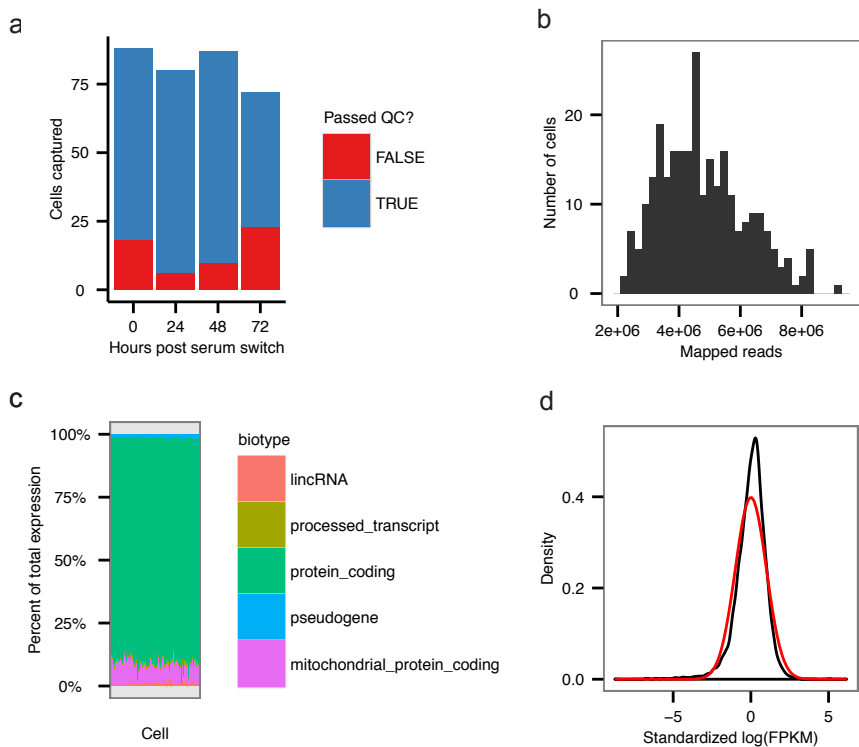 a
75
50
25
0
Cells captured
0 24 48 72
Hours post serum switch
Passed QC?
FALSE
TRUE
b
20
10
0
Number of cells
2e+06 4e+06 6e+06 8e+06
Mapped reads
c
100%
75%
50%
25%
0%
Percent of total expression
Cell
biotype
lincRNA
processed_transcript
protein_coding
pseudogene
mitochondrial_protein_coding
d
0.4
0.2
0.0
Density
−5 0 5
Standardized log(FPKM)